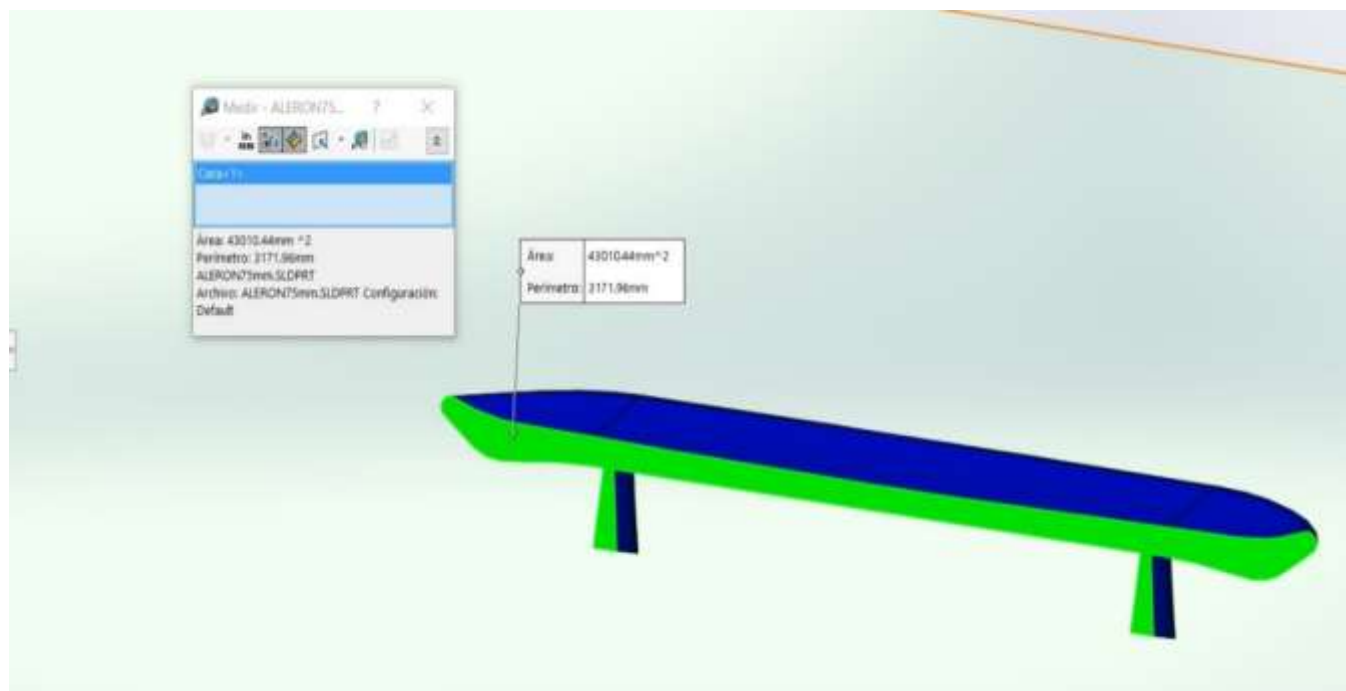 Medir - ALERON75...
?
Cara<1>
Área: 43010.44mm ^2
Perímetro: 3171.96mm
ALERON75mm.SLDPRT
Archivo: ALERON75mm.SLDPRT Configuración:
Default
Área: 43010.44mm^2
Perímetro: 3171.96mm